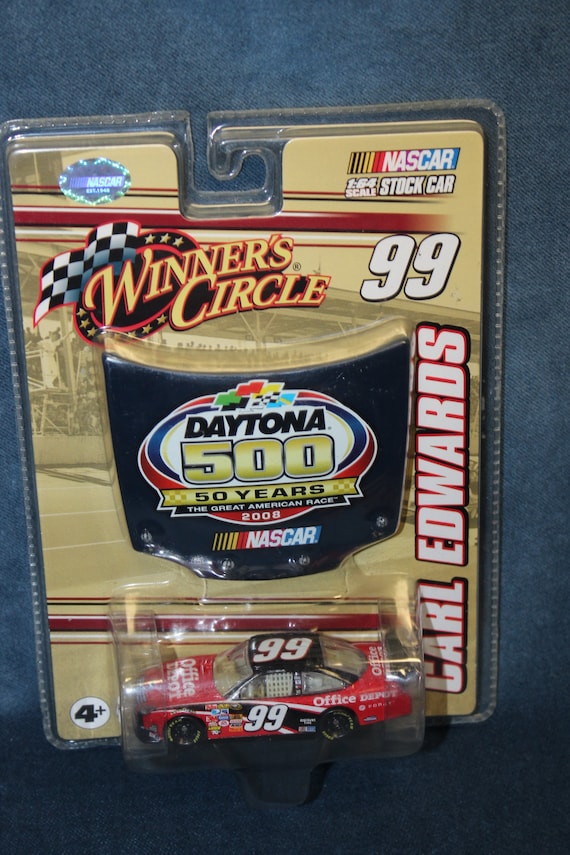 NASCAR
EST. 1948
NASCAR
1:64 SCALE STOCK CAR
WINNER'S CIRCLE®
99
CARL EDWARDS
DAYTONA
500
50 YEARS
THE GREAT AMERICAN RACE
2008
NASCAR
99
Office DEPOT
Office DEPOT
99
Office
4+